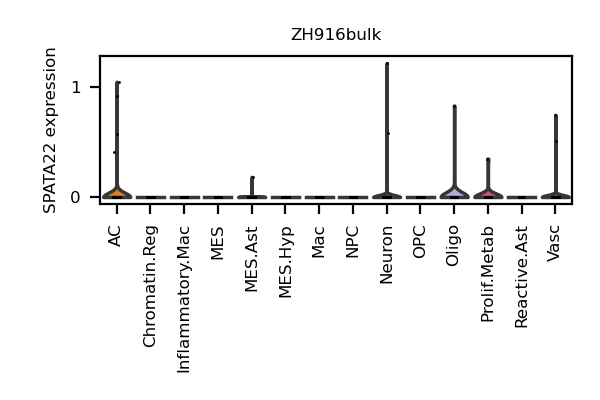 ZH916bulk
SPATA22 expression
1
0
AC
Chromatin.Reg
Inflammatory.Mac
MES
MES.Ast
MES.Hyp
Mac
NPC
Neuron
OPC
Oligo
Prolif.Metab
Reactive.Ast
Vasc